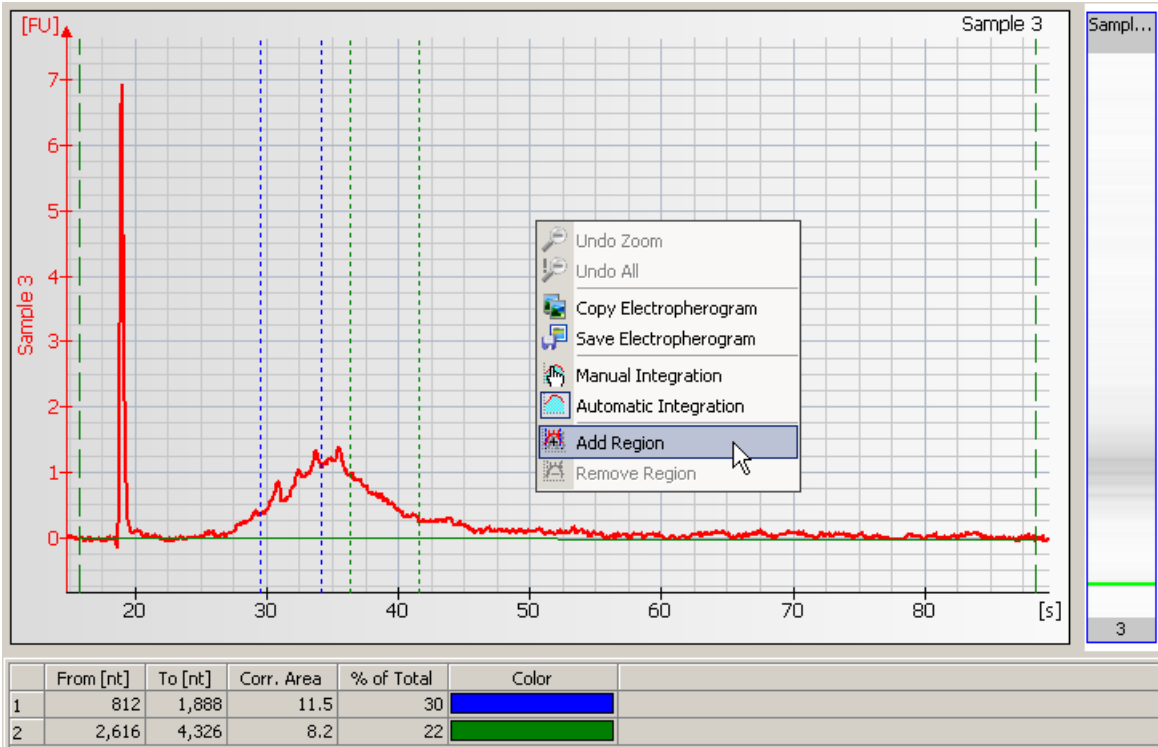 [FU]
Sample 3
Sampl...
7
6
5
4
3
2
1
0
Sample 3
Undo Zoom
Undo All
Copy Electropherogram
Save Electropherogram
Manual Integration
Automatic Integration
Add Region
Remove Region
20 30 40 50 60 70 80 [s]
3
From [nt] To [nt] Corr. Area % of Total Color
1 812 1,888 11.5 30
2 2,616 4,326 8.2 22